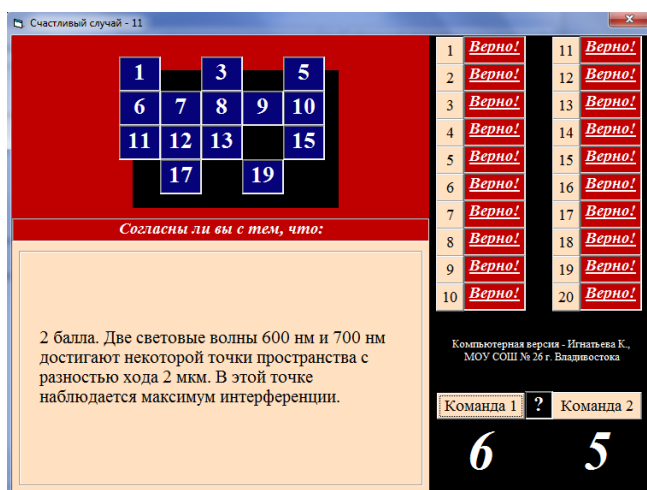 Счастливый случай - 11
1 3 5
6 7 8 9 10
11 12 13 15
17 19
Согласны ли вы с тем, что:
2 балла. Две световые волны 600 нм и 700 нм
достигают некоторой точки пространства с
разностью хода 2 мкм. В этой точке
наблюдается максимум интерференции.
1 Верно! 11 Верно!
2 Верно! 12 Верно!
3 Верно! 13 Верно!
4 Верно! 14 Верно!
5 Верно! 15 Верно!
6 Верно! 16 Верно!
7 Верно! 17 Верно!
8 Верно! 18 Верно!
9 Верно! 19 Верно!
10 Верно! 20 Верно!
Компьютерная версия - Игнатьева К.,
МОУ СОШ № 26 г. Владивостока
Команда 1 ? Команда 2
6 5